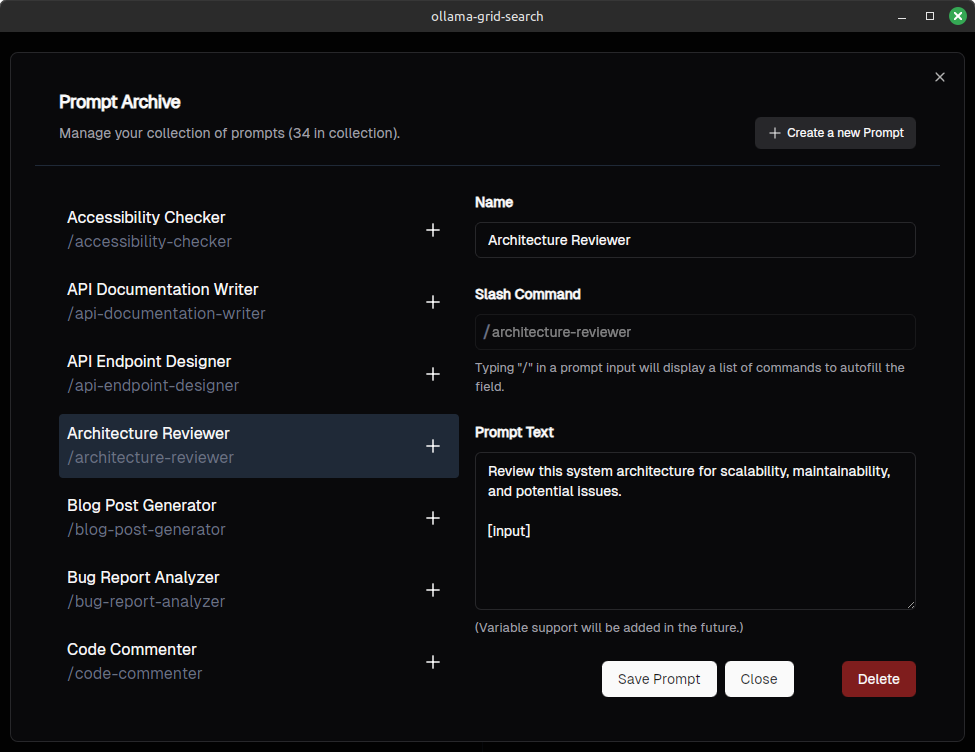 ollama-grid-search
Prompt Archive
Manage your collection of prompts (34 in collection).
Create a new Prompt
Accessibility Checker
/accessibility-checker
API Documentation Writer
/api-documentation-writer
API Endpoint Designer
/api-endpoint-designer
Architecture Reviewer
/architecture-reviewer
Blog Post Generator
/blog-post-generator
Bug Report Analyzer
/bug-report-analyzer
Code Commenter
/code-commenter
Name
Architecture Reviewer
Slash Command
/architecture-reviewer
Typing "/" in a prompt input will display a list of commands to autofill the
field.
Prompt Text
Review this system architecture for scalability, maintainability,
and potential issues.
[input]
(Variable support will be added in the future.)
Save Prompt
Close
Delete